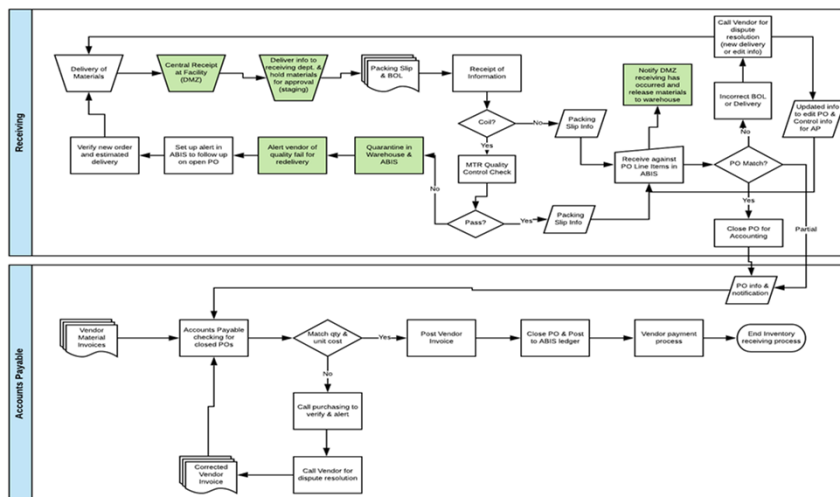 Receiving
Delivery of
Materials
Central Receipt
at Facility
(DMZ)
Deliver info to
receiving dept. &
hold materials
for approval
(staging)
Packing Slip
& BOL
Receipt of
Information
Notify DMZ
receiving has
occurred and
release materials
to warehouse
Call Vendor for
dispute
resolution
(new delivery
or edit info)
Incorrect BOL
or Delivery
Updated info
to edit PO &
Control info
for AP
Coil?
No
Packing
Slip Info
Yes
No
Verify new
order and
estimated
delivery
Set up alert in
ABIS to follow up
on open PO
Alert vendor of
quality fail for
redelivery
Quarantine in
Warehouse &
ABIS
MTR Quality
Control Check
Receive against
PO Line Items in
ABIS
PO Match?
No
Pass?
Yes
Packing
Slip Info
Yes
Partial
Close PO for
Accounting
Accounts Payable
PO info &
notification
Vendor
Material
Invoices
Accounts Payable
checking for
closed POs
Match qty &
unit cost
Yes
Post Vendor
Invoice
Close PO & Post
to ABIS ledger
Vendor payment
process
End Inventory
receiving process
No
Call purchasing to
verify & alert
Corrected
Vendor
Invoice
Call Vendor for
dispute resolution